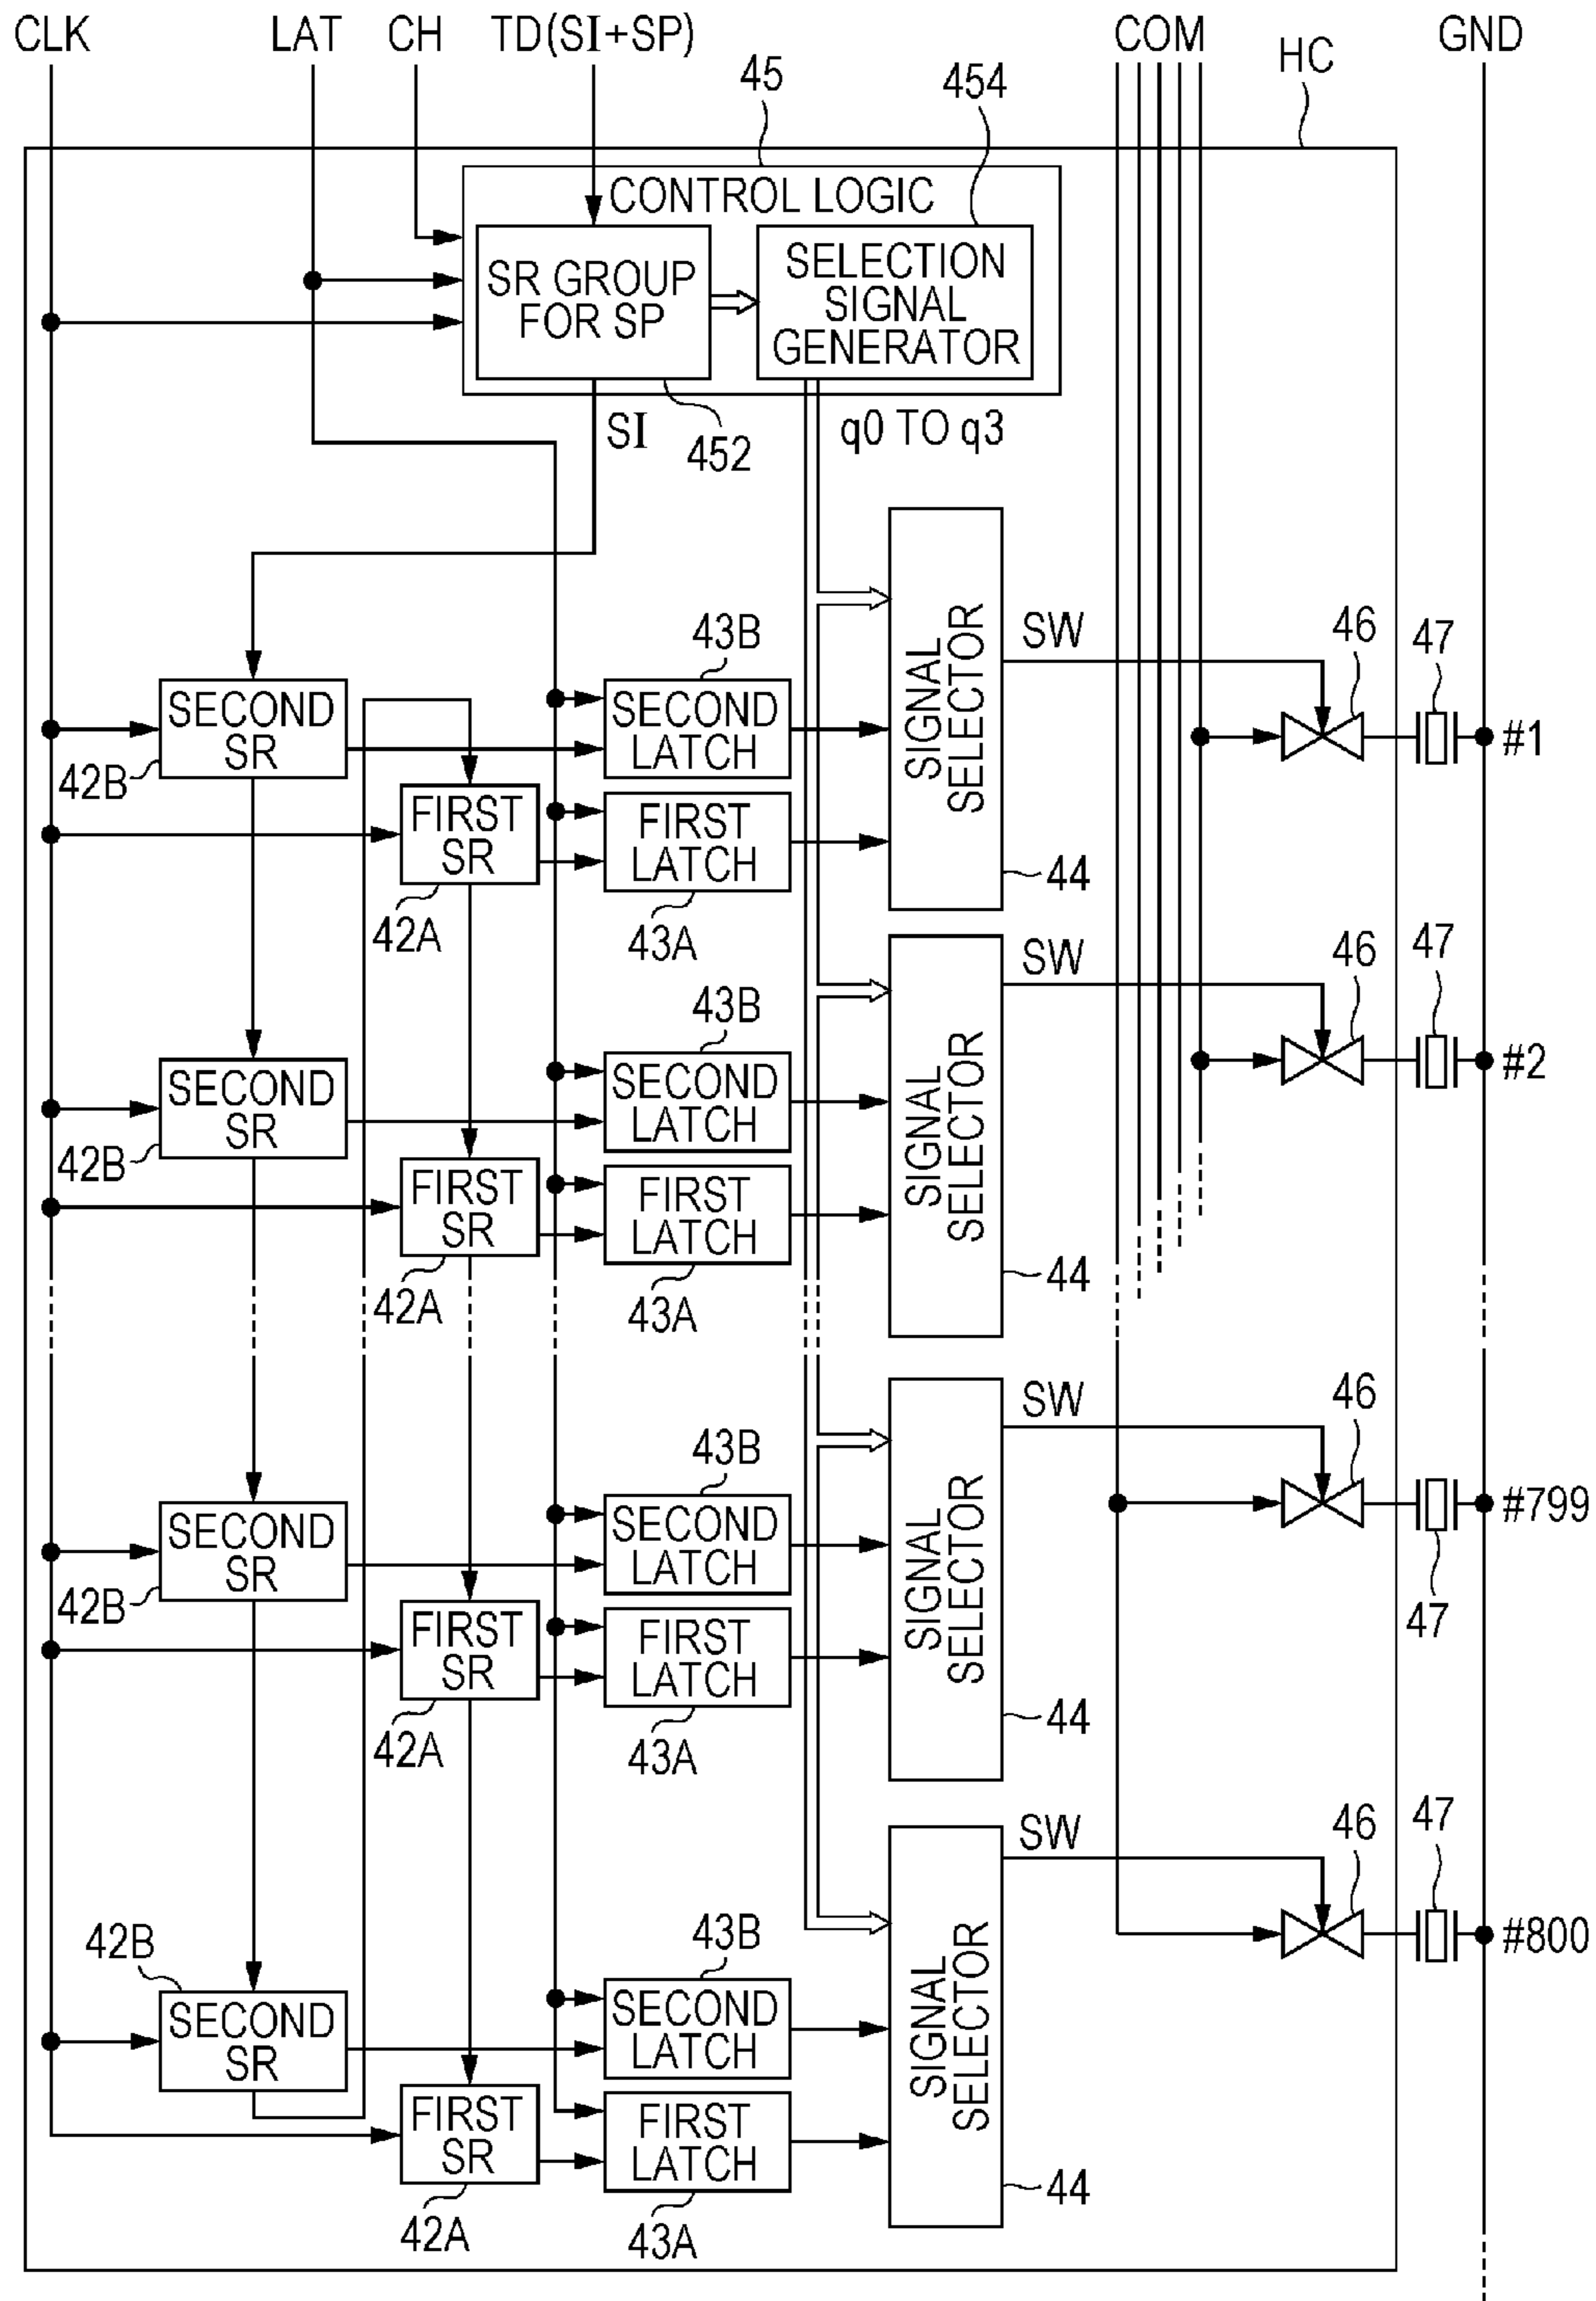 CLK LAT CH TD(SI+SP) COM GND
HC
45 454
CONTROL LOGIC
SR GROUP
FOR SP
SELECTION
SIGNAL
GENERATOR
SI
452
q0 TO q3
SECOND
SR
42B
FIRST
SR
42A
43B
SECOND
LATCH
FIRST
LATCH
43A
SIGNAL
SELECTOR
44
SW
46
47
#1
SECOND
SR
42B
FIRST
SR
42A
43B
SECOND
LATCH
FIRST
LATCH
43A
SIGNAL
SELECTOR
44
SW
46
47
#2
SECOND
SR
42B
FIRST
SR
42A
43B
SECOND
LATCH
FIRST
LATCH
43A
SIGNAL
SELECTOR
44
SW
46
47
#799
42B
SECOND
SR
FIRST
SR
42A
43B
SECOND
LATCH
FIRST
LATCH
43A
SIGNAL
SELECTOR
44
SW
46
47
#800